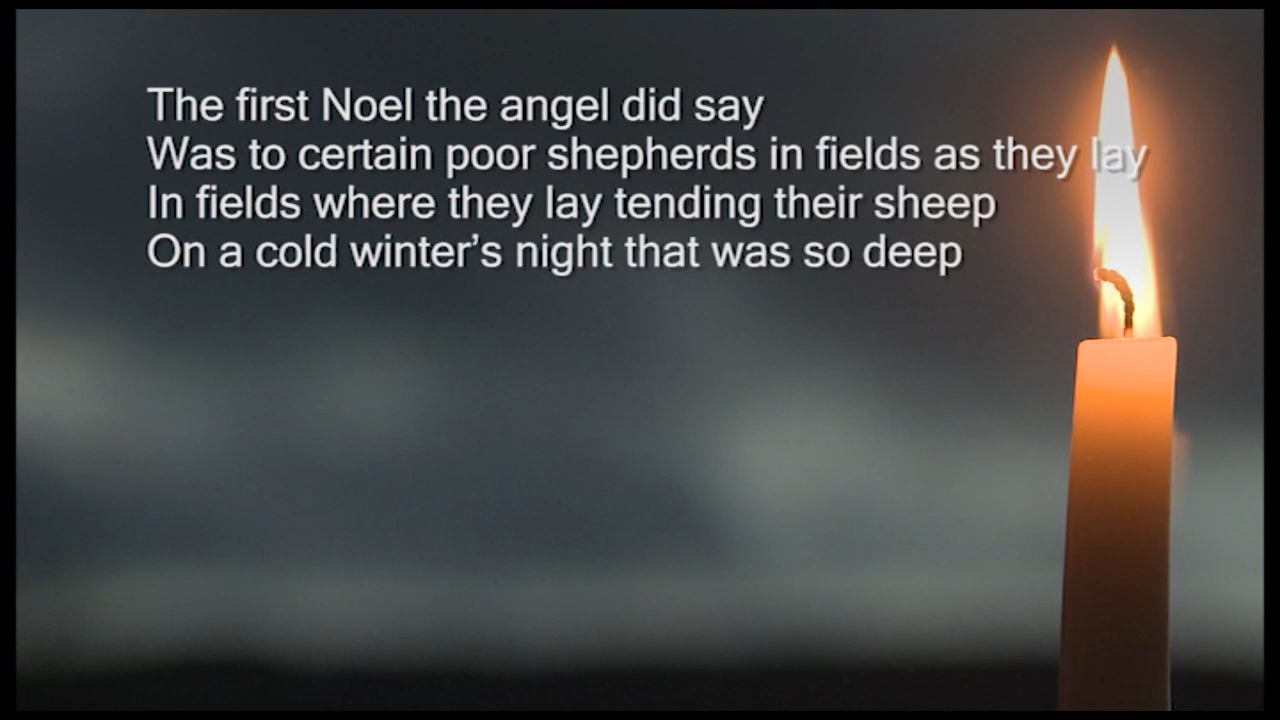 The first Noel the angel did say
Was to certain poor shepherds in fields as they lay
In fields where they lay tending their sheep
On a cold winter’s night that was so deep